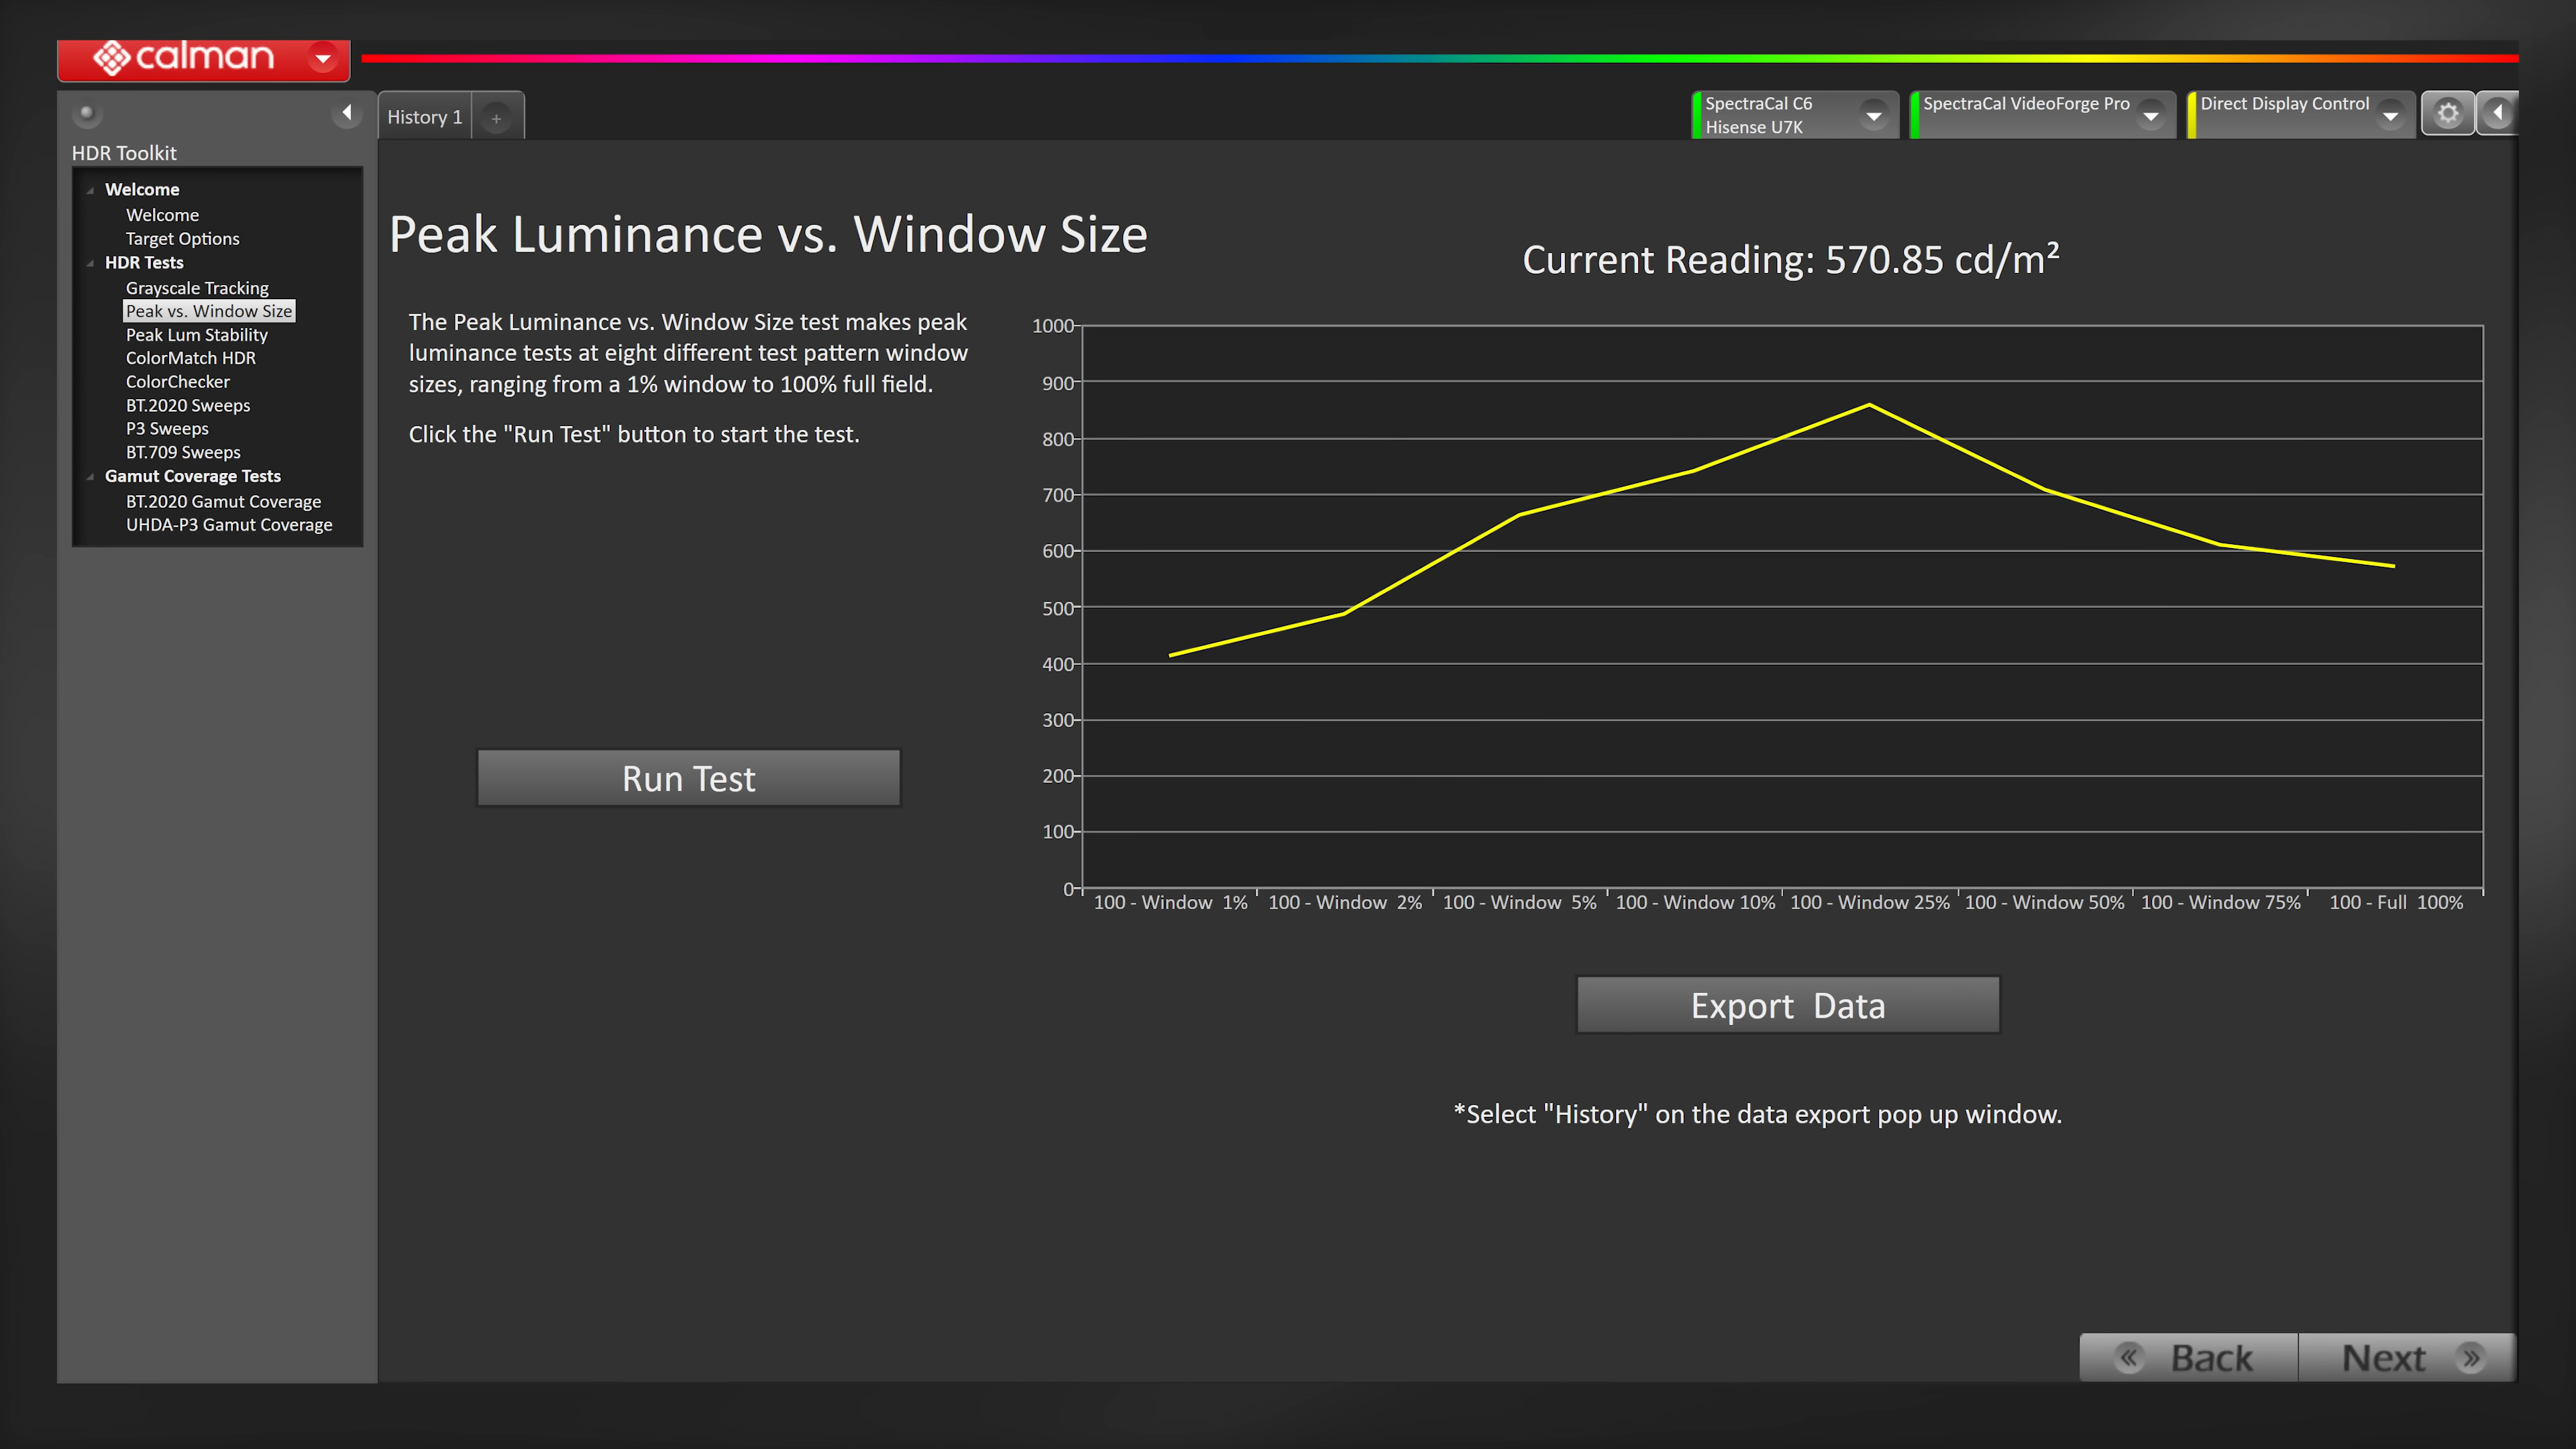 calman
History 1
+
SpectraCal C6
Hisense U7K
SpectraCal VideoForge Pro
Direct Display Control
HDR Toolkit
Welcome
Welcome
Target Options
HDR Tests
Grayscale Tracking
Peak vs. Window Size
Peak Lum Stability
ColorMatch HDR
ColorChecker
BT.2020 Sweeps
P3 Sweeps
BT.709 Sweeps
Gamut Coverage Tests
BT.2020 Gamut Coverage
UHDA-P3 Gamut Coverage
Peak Luminance vs. Window Size
The Peak Luminance vs. Window Size test makes peak
luminance tests at eight different test pattern window
sizes, ranging from a 1% window to 100% full field.
Click the "Run Test" button to start the test.
Run Test
Current Reading: 570.85 cd/m²
1000
900
800
700
600
500
400
300
200
100
0
100 - Window 1% 100 - Window 2% 100 - Window 5% 100 - Window 10% 100 - Window 25% 100 - Window 50% 100 - Window 75% 100 - Full 100%
Export Data
*Select "History" on the data export pop up window.
Back
Next